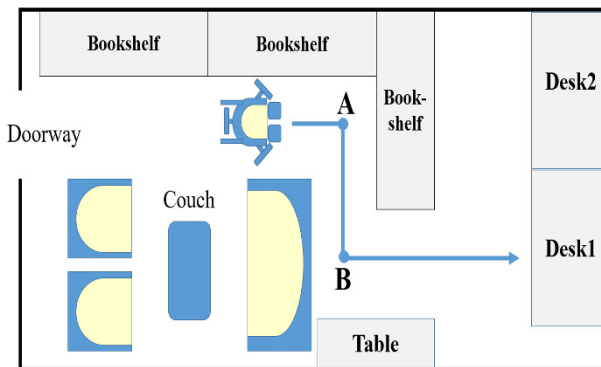 Bookshelf
Bookshelf
Desk2
Book-
shelf
A
Doorway
Couch
Desk1
B
Table